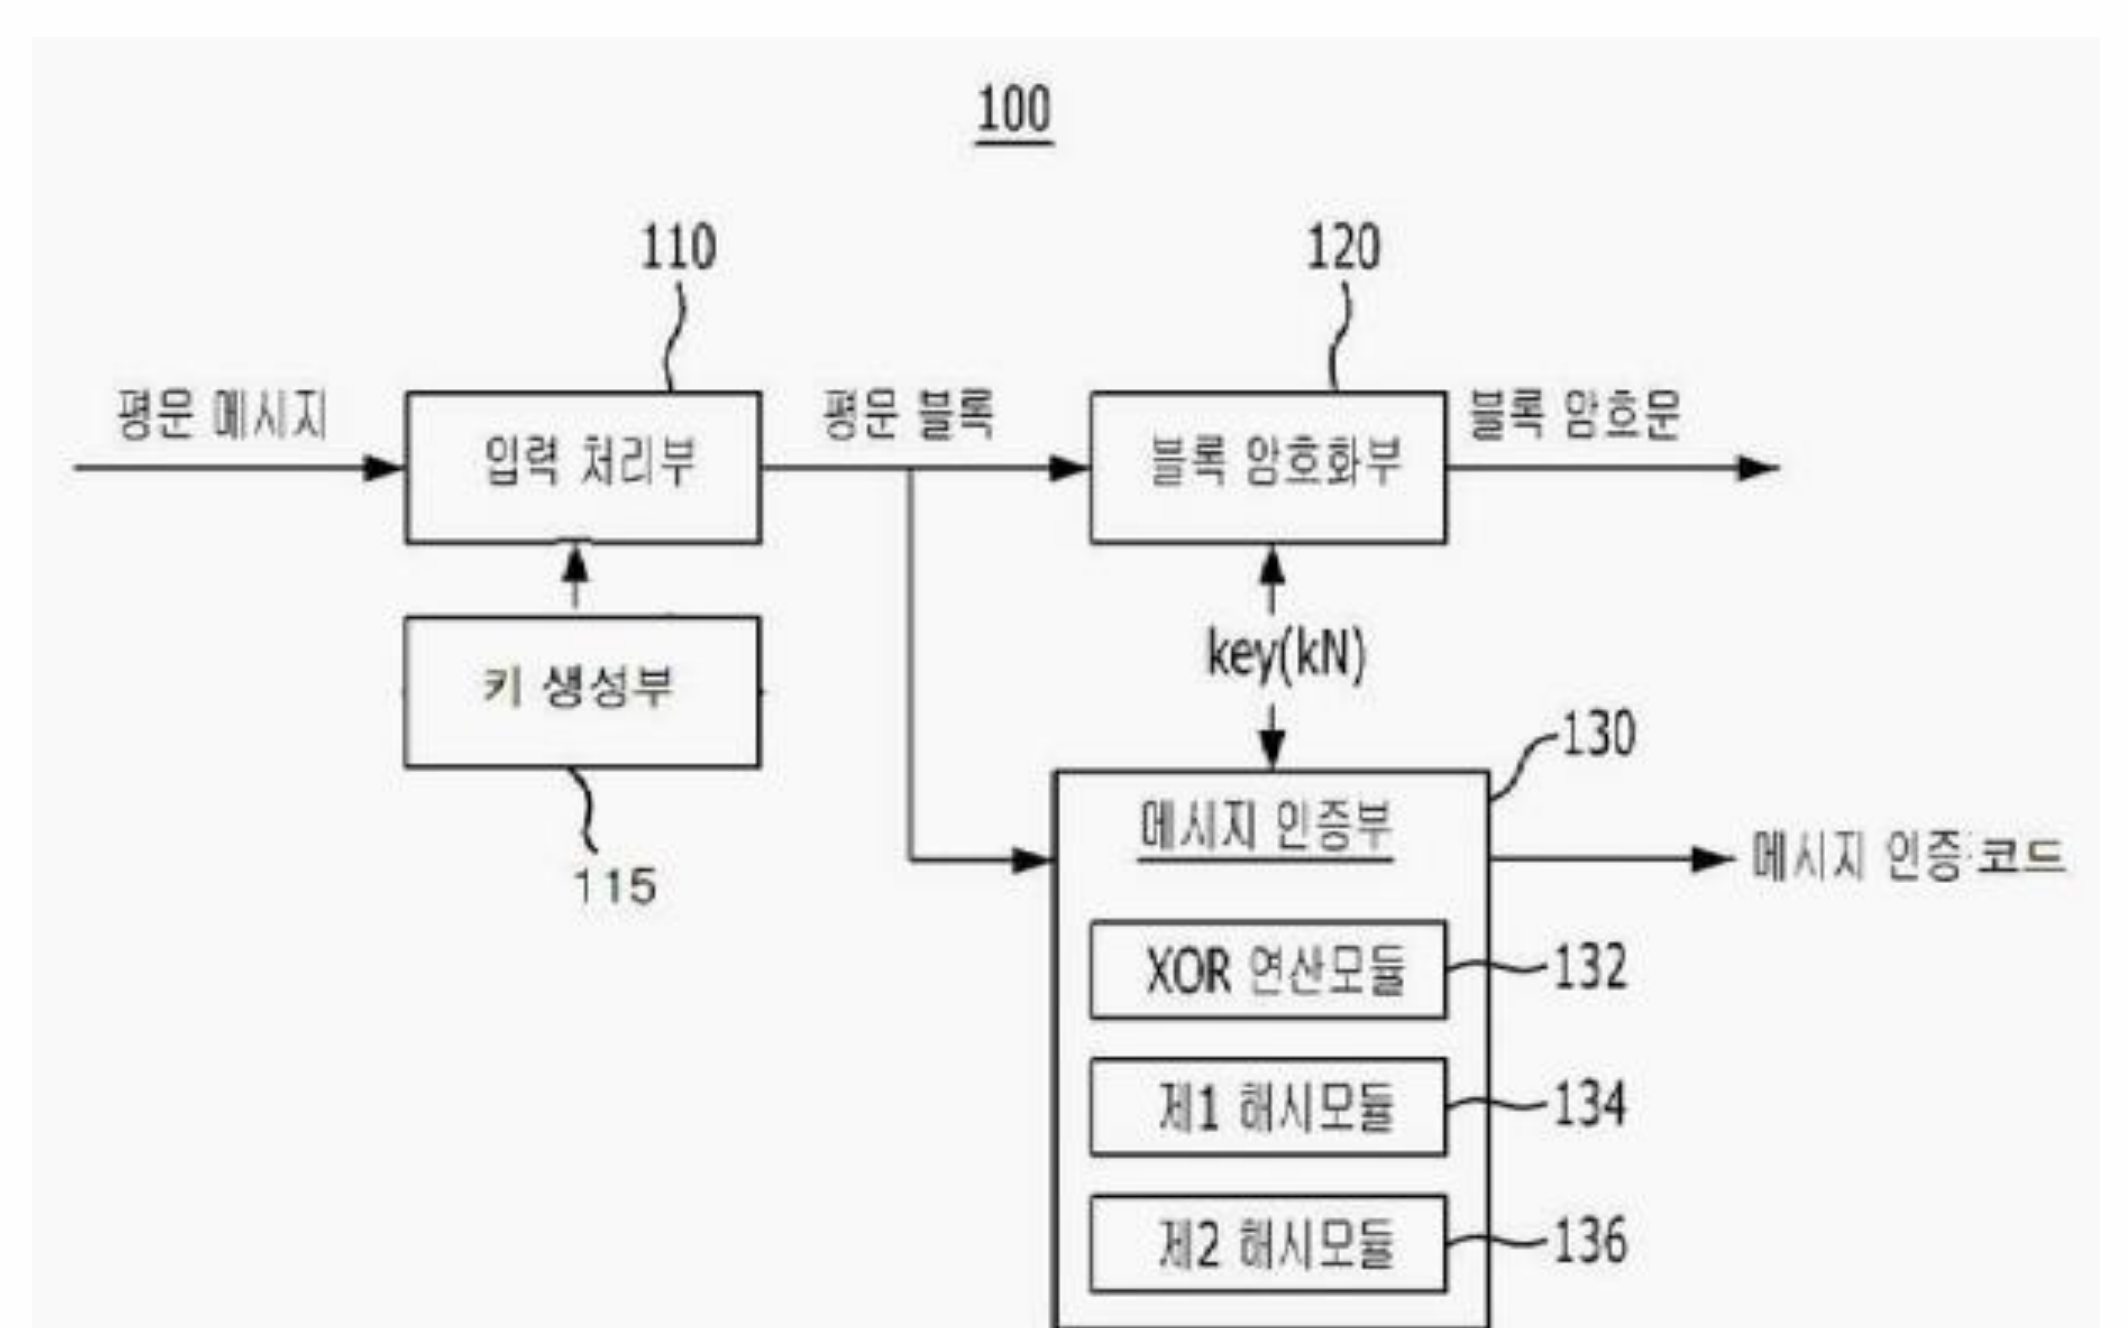 100
110
120
평문 메시지
입력 처리부
평문 블록
블록 암호화부
블록 암호문
키 생성부
115
key(kN)
130
메시지 인증부
메시지 인증 코드
XOR 연산모듈
132
제1 해시모듈
134
제2 해시모듈
136